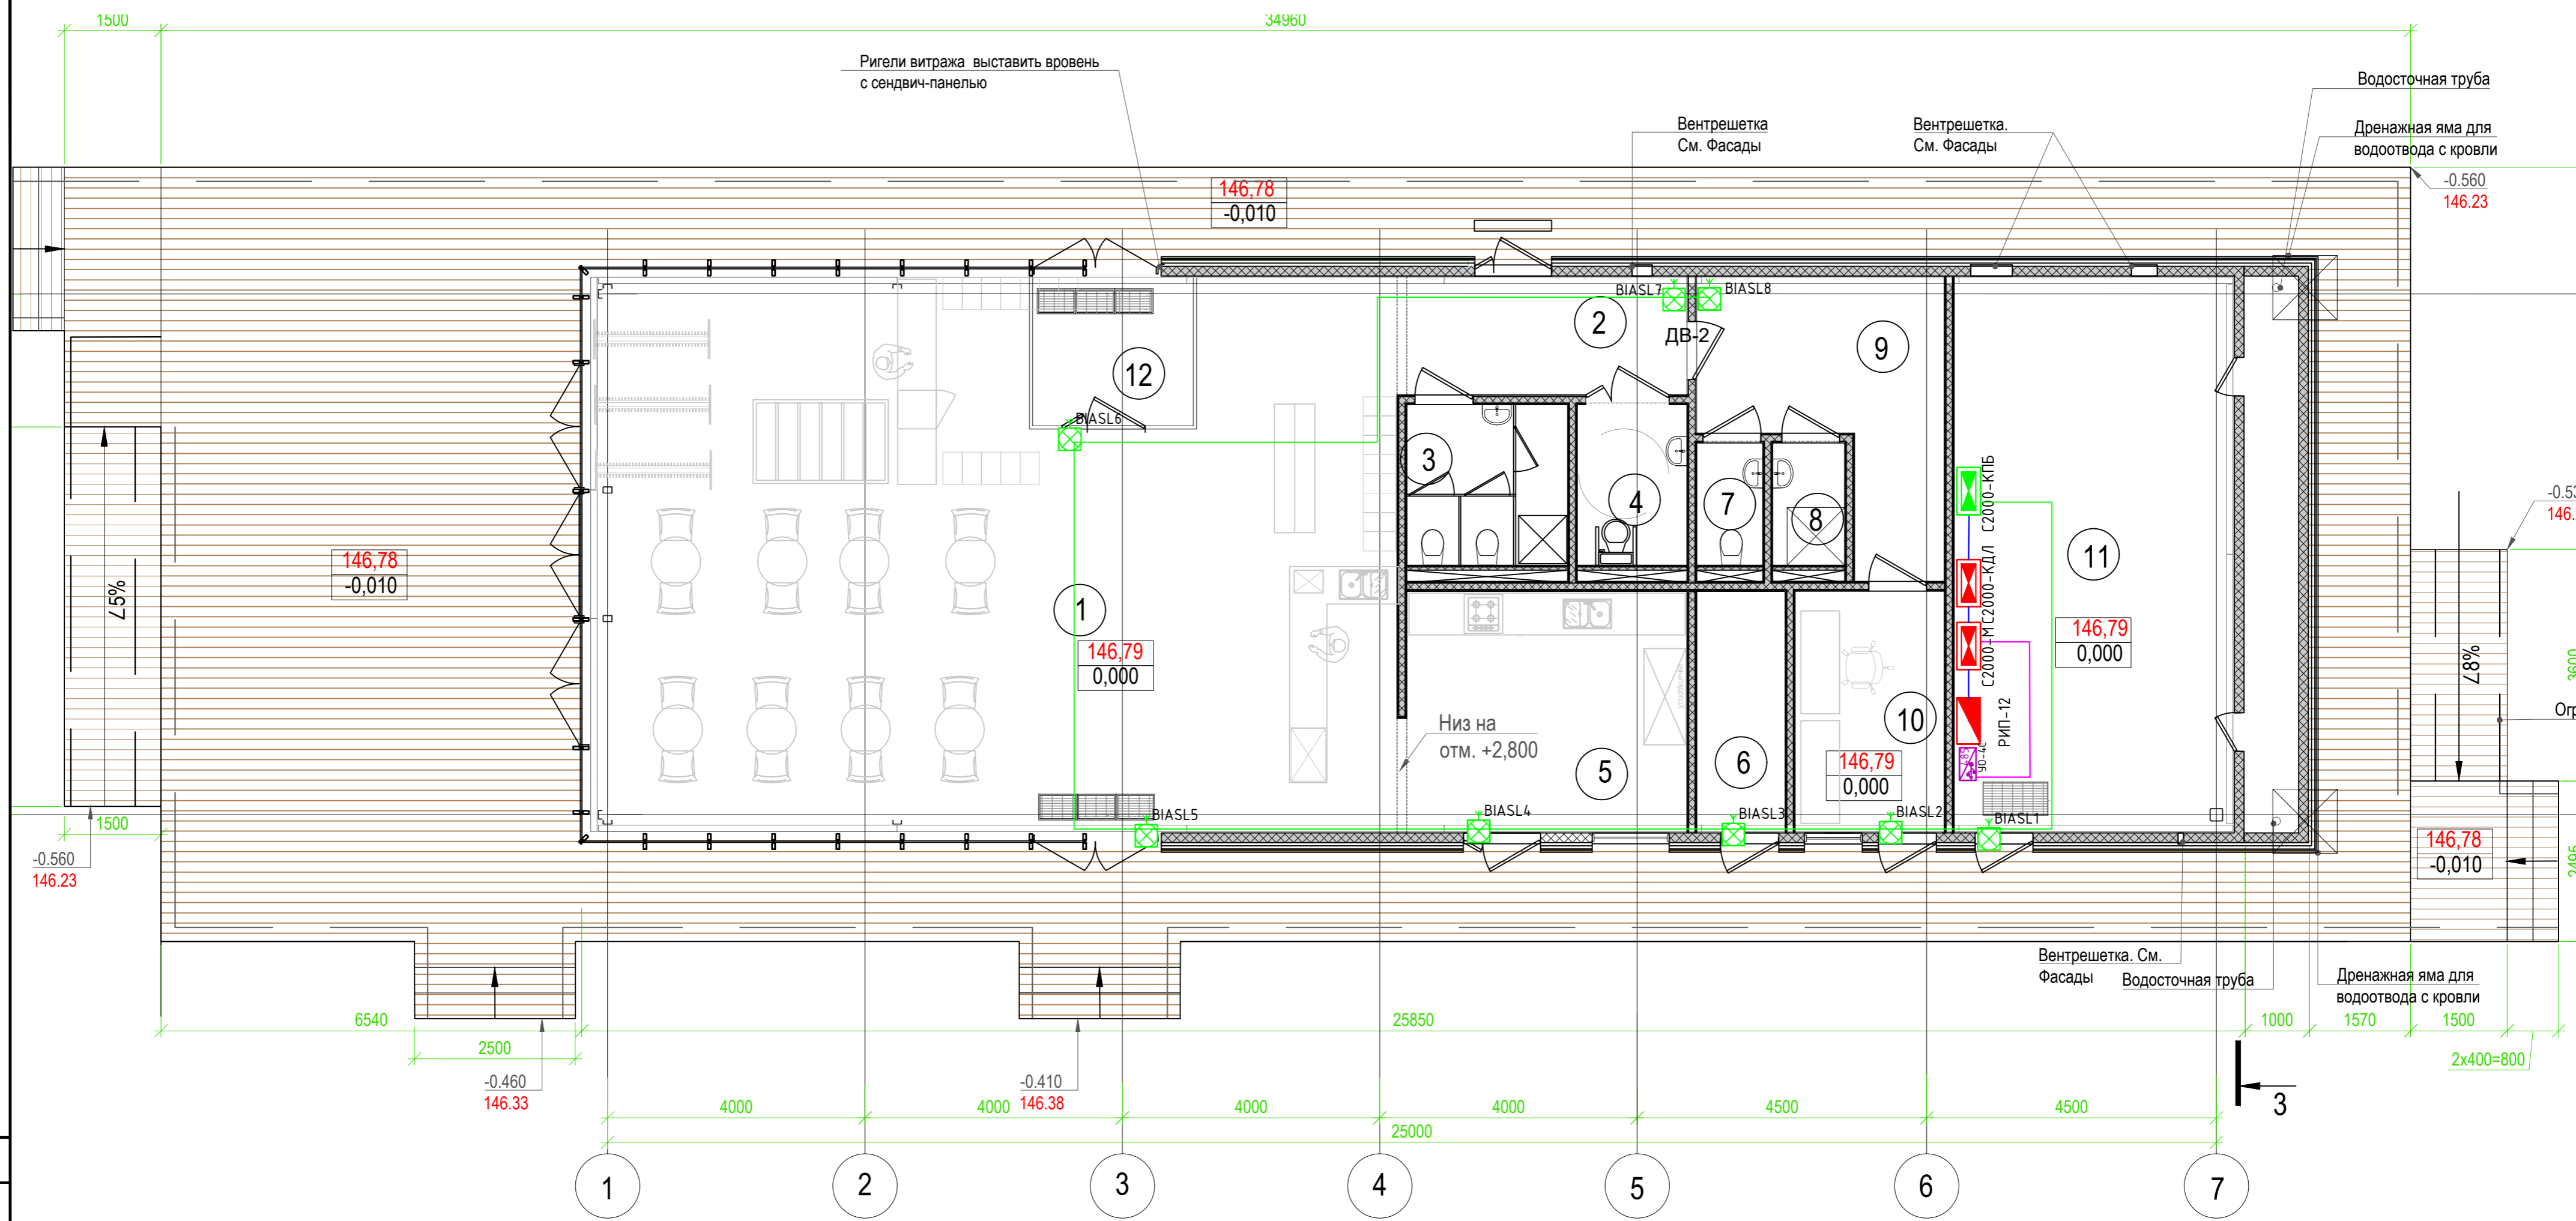 1500
34960
Ригели витража выставить вровень
с сендвич-панелью
Водосточная труба
Вентрешетка
См. Фасады
Вентрешетка.
См. Фасады
Дренажная яма для
водоотвода с кровли
146,78
-0,010
-0.560
146.23
BIASL7
BIASL8
2
ДВ-2
9
12
BIASL6
3
4
7
8
С2000-КПБ
С2000-КДЛ
С2000-М
РИП-12
УО-4С
11
146,79
0,000
146,78
-0,010
∠5%
1
146,79
0,000
Низ на
отм. +2,800
5
6
10
146,79
0,000
∠8%
3600
BIASL5
BIASL4
BIASL3
BIASL2
BIASL1
1500
-0.560
146.23
146,78
-0,010
2495
Вентрешетка. См.
Фасады
Водосточная труба
Дренажная яма для
водоотвода с кровли
6540
25850
1000
1570
1500
2500
2x400=800
-0.460
146.33
-0.410
146.38
4000
4000
4000
4000
4500
4500
25000
3
1
2
3
4
5
6
7